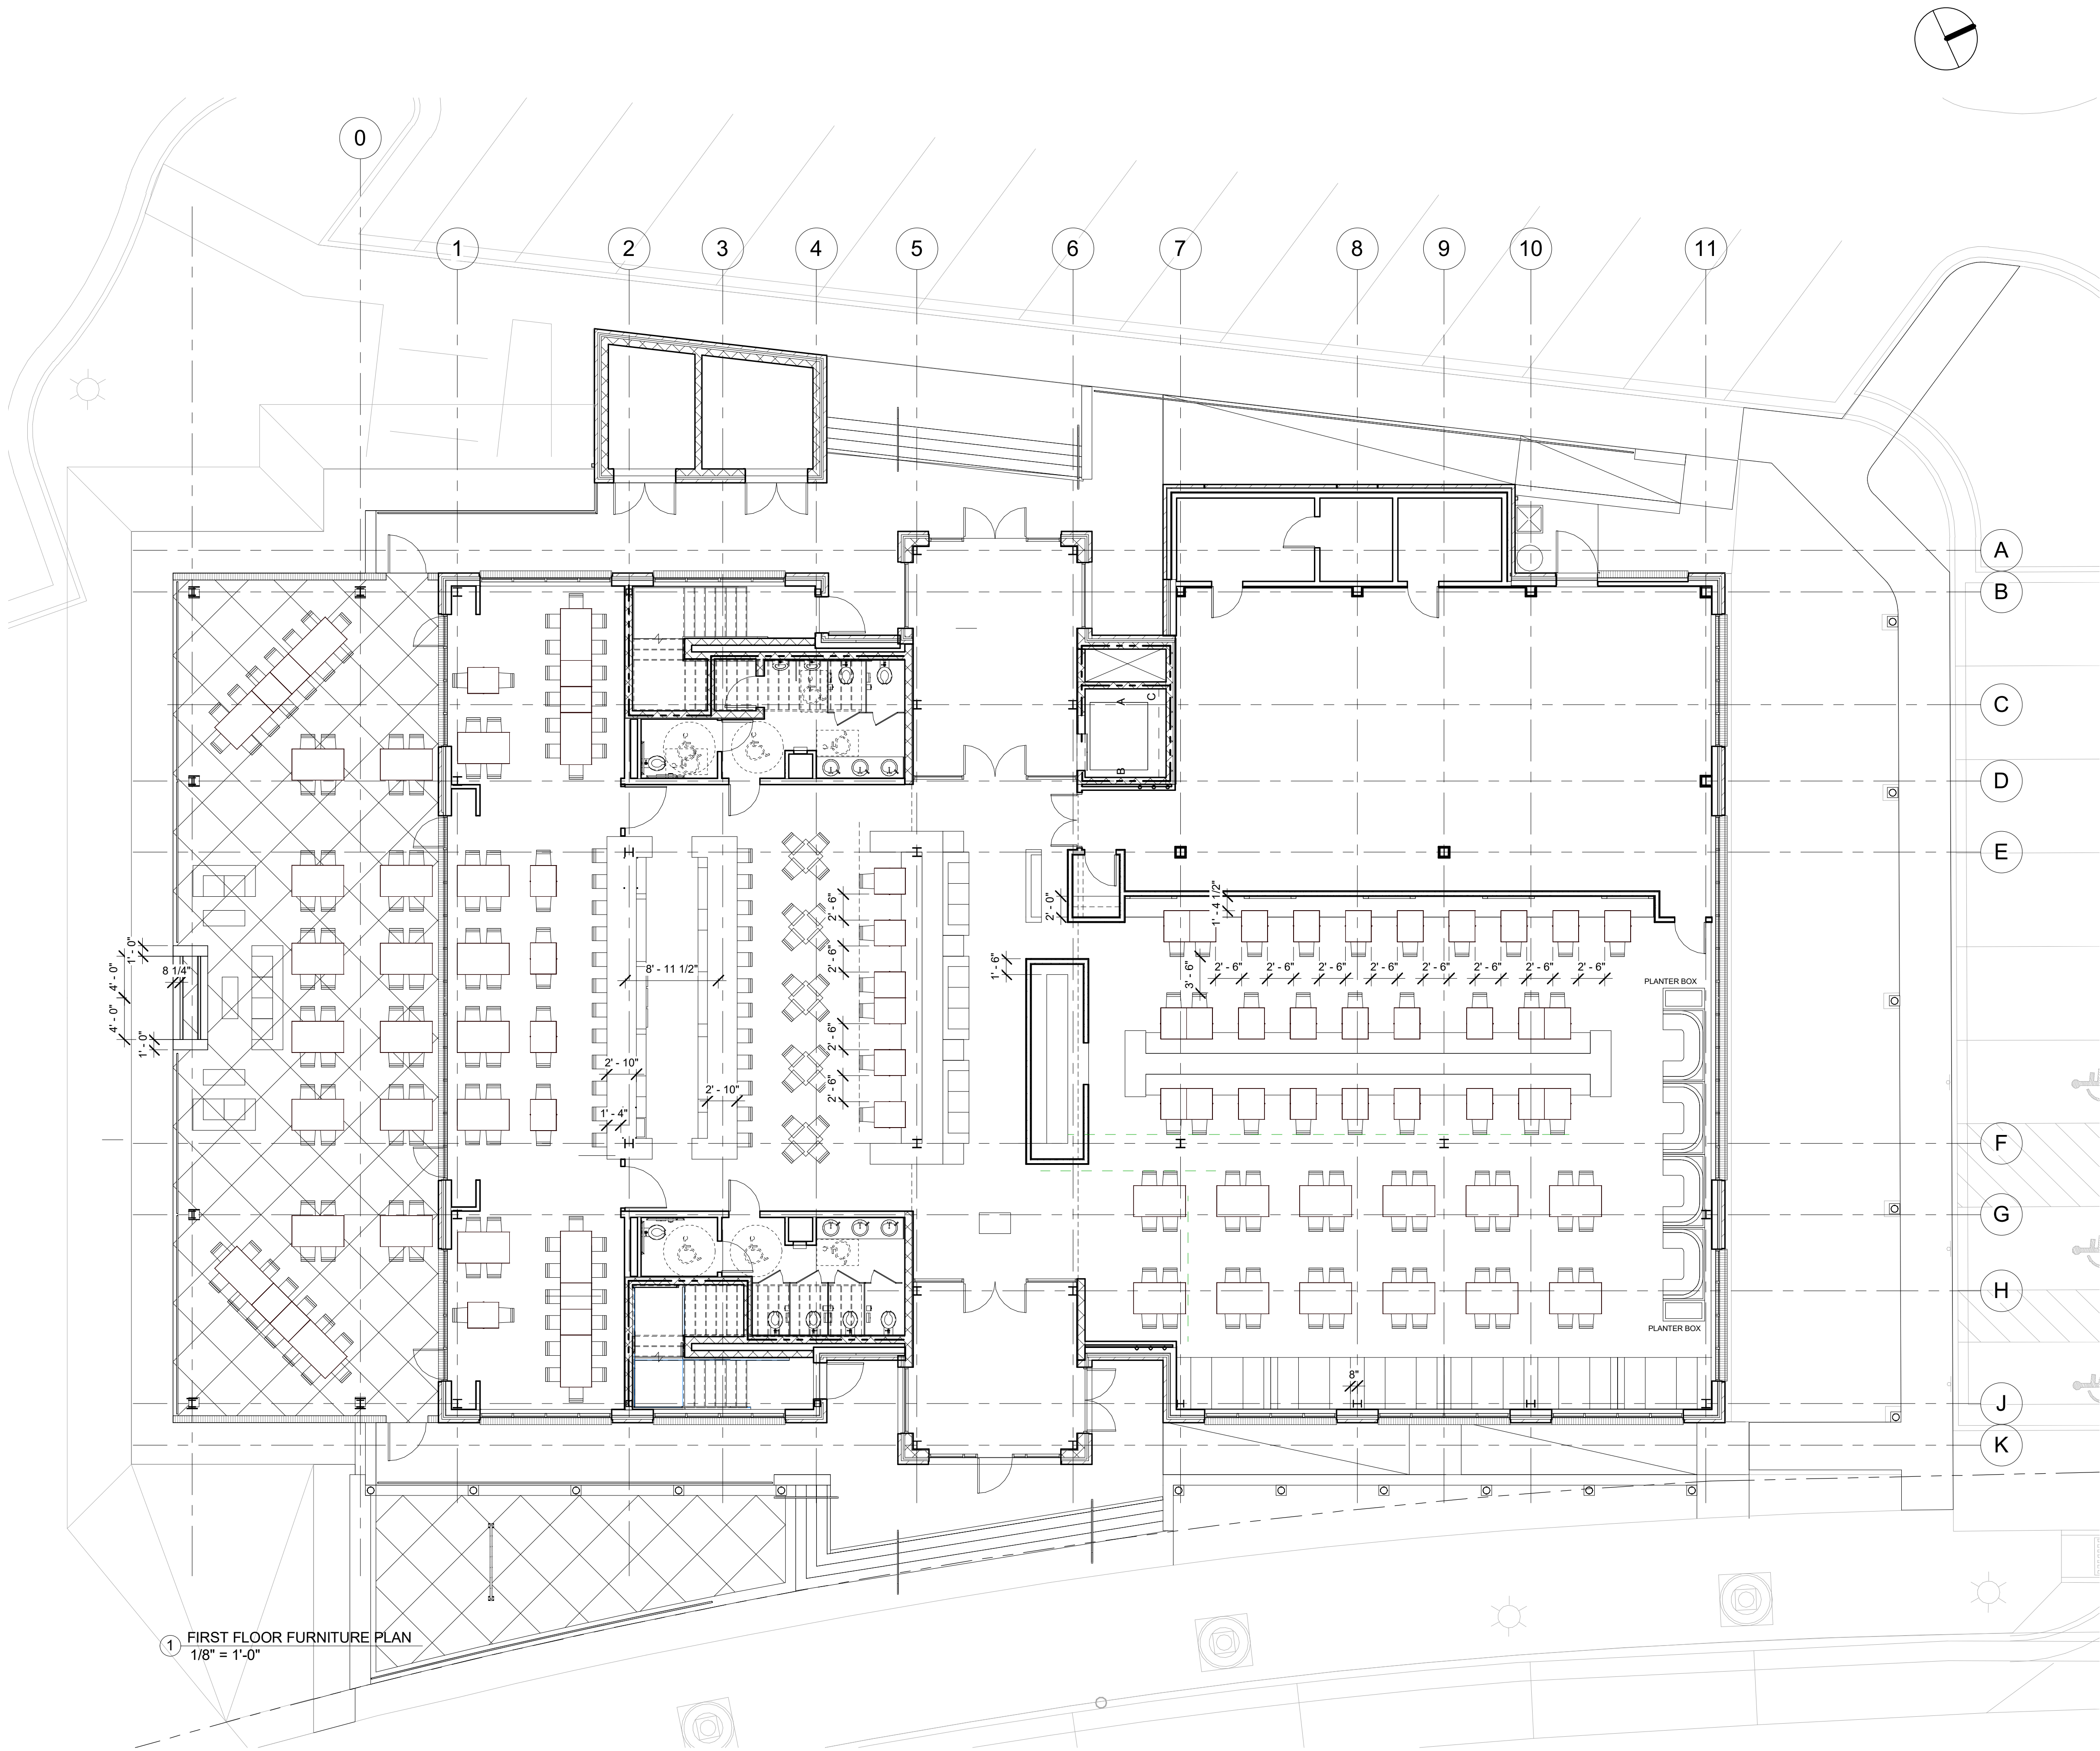 0
1
2
3
4
5
6
7
8
9
10
11
A
B
C
D
E
F
G
H
J
K
A
C
B
2' - 0"
1' - 4 1/2"
2' - 6"
2' - 6"
2' - 6"
2' - 6"
8' - 11 1/2"
2' - 10"
2' - 10"
1' - 4"
1' - 0"
8 1/4"
4' - 0"
4' - 0"
1' - 0"
1' - 6"
3' - 6"
2' - 6" 2' - 6" 2' - 6" 2' - 6" 2' - 6" 2' - 6" 2' - 6" 2' - 6"
PLANTER BOX
PLANTER BOX
8"
1 FIRST FLOOR FURNITURE PLAN
1/8" = 1'-0"